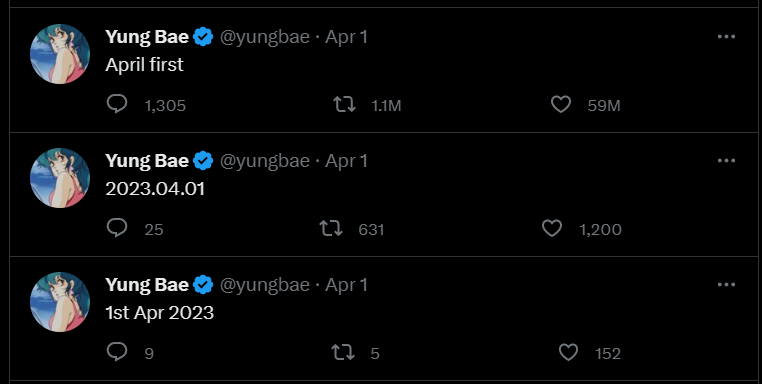 Yung Bae @yungbae · Apr 1
April first
1,305 1.1M 59M
Yung Bae @yungbae · Apr 1
2023.04.01
25 631 1,200
Yung Bae @yungbae · Apr 1
1st Apr 2023
9 5 152